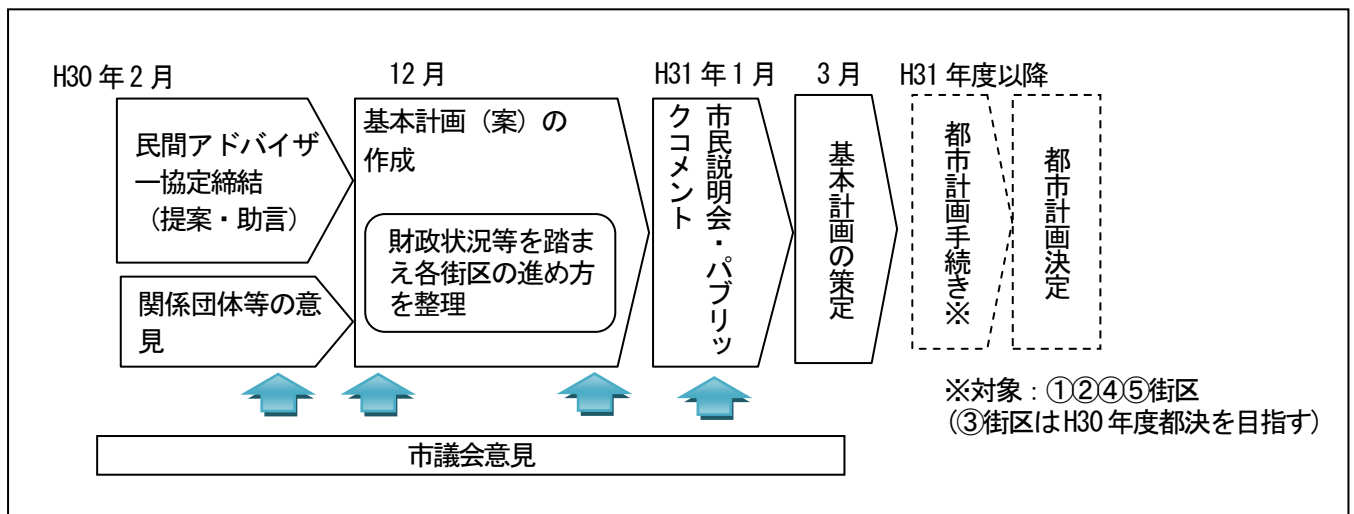 H30年2月
12月
H31年1月
3月
H31年度以降
民間アドバイザ
ー協定締結
（提案・助言）
関係団体等の意
見
基本計画（案）の
作成
財政状況等を踏ま
え各街区の進め方
を整理
市民説明会・パブリッ
クコメント
基本計画の策定
都市計画手続き※
都市計画決定
※対象：①②④⑤街区
（③街区はH30年度都決を目指す）
市議会意見